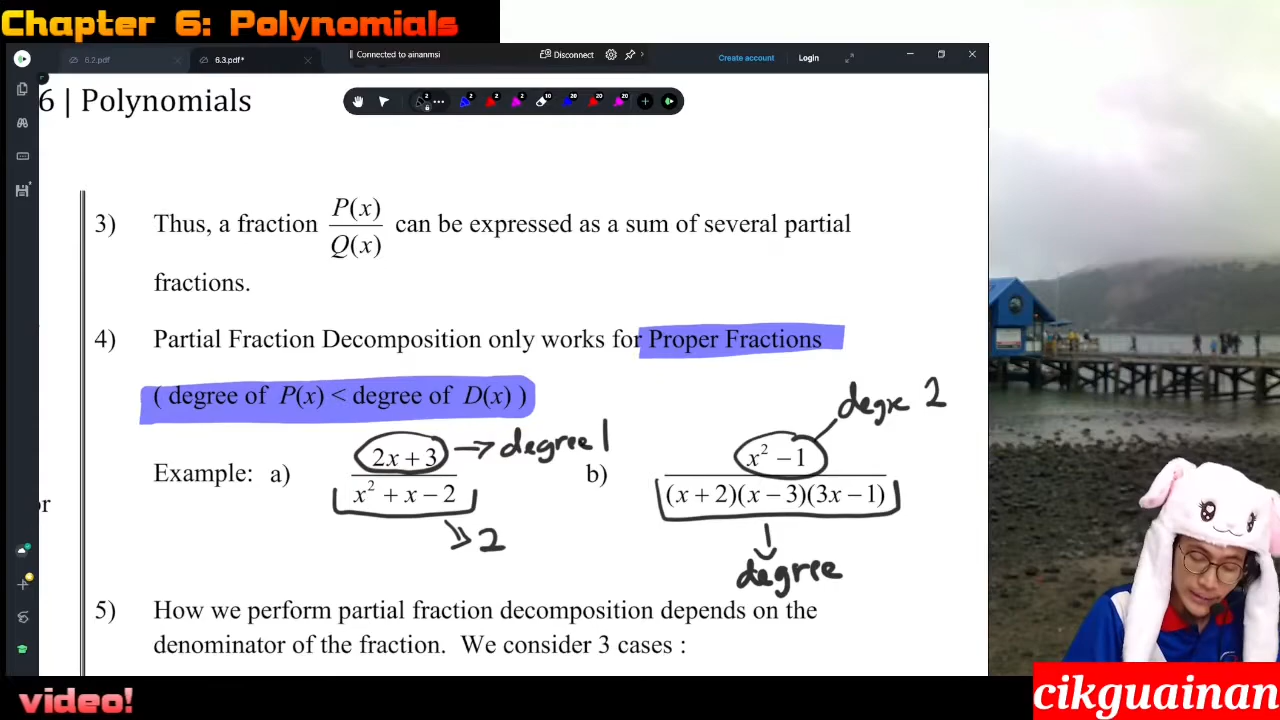 Chapter 6: Polynomials
6.2.pdf
6.3.pdf*
Connected to ainanmsi
Disconnect
Create account
Login
6 | Polynomials
3) Thus, a fraction P(x)/Q(x) can be expressed as a sum of several partial
fractions.
4) Partial Fraction Decomposition only works for Proper Fractions
( degree of P(x) < degree of D(x) )
degre 2
Example: a) 2x + 3 → degree 1
x² + x − 2
2
b) x² − 1
(x + 2)(x − 3)(3x − 1)
degree
or
5) How we perform partial fraction decomposition depends on the
denominator of the fraction. We consider 3 cases :
video!
cikguainan